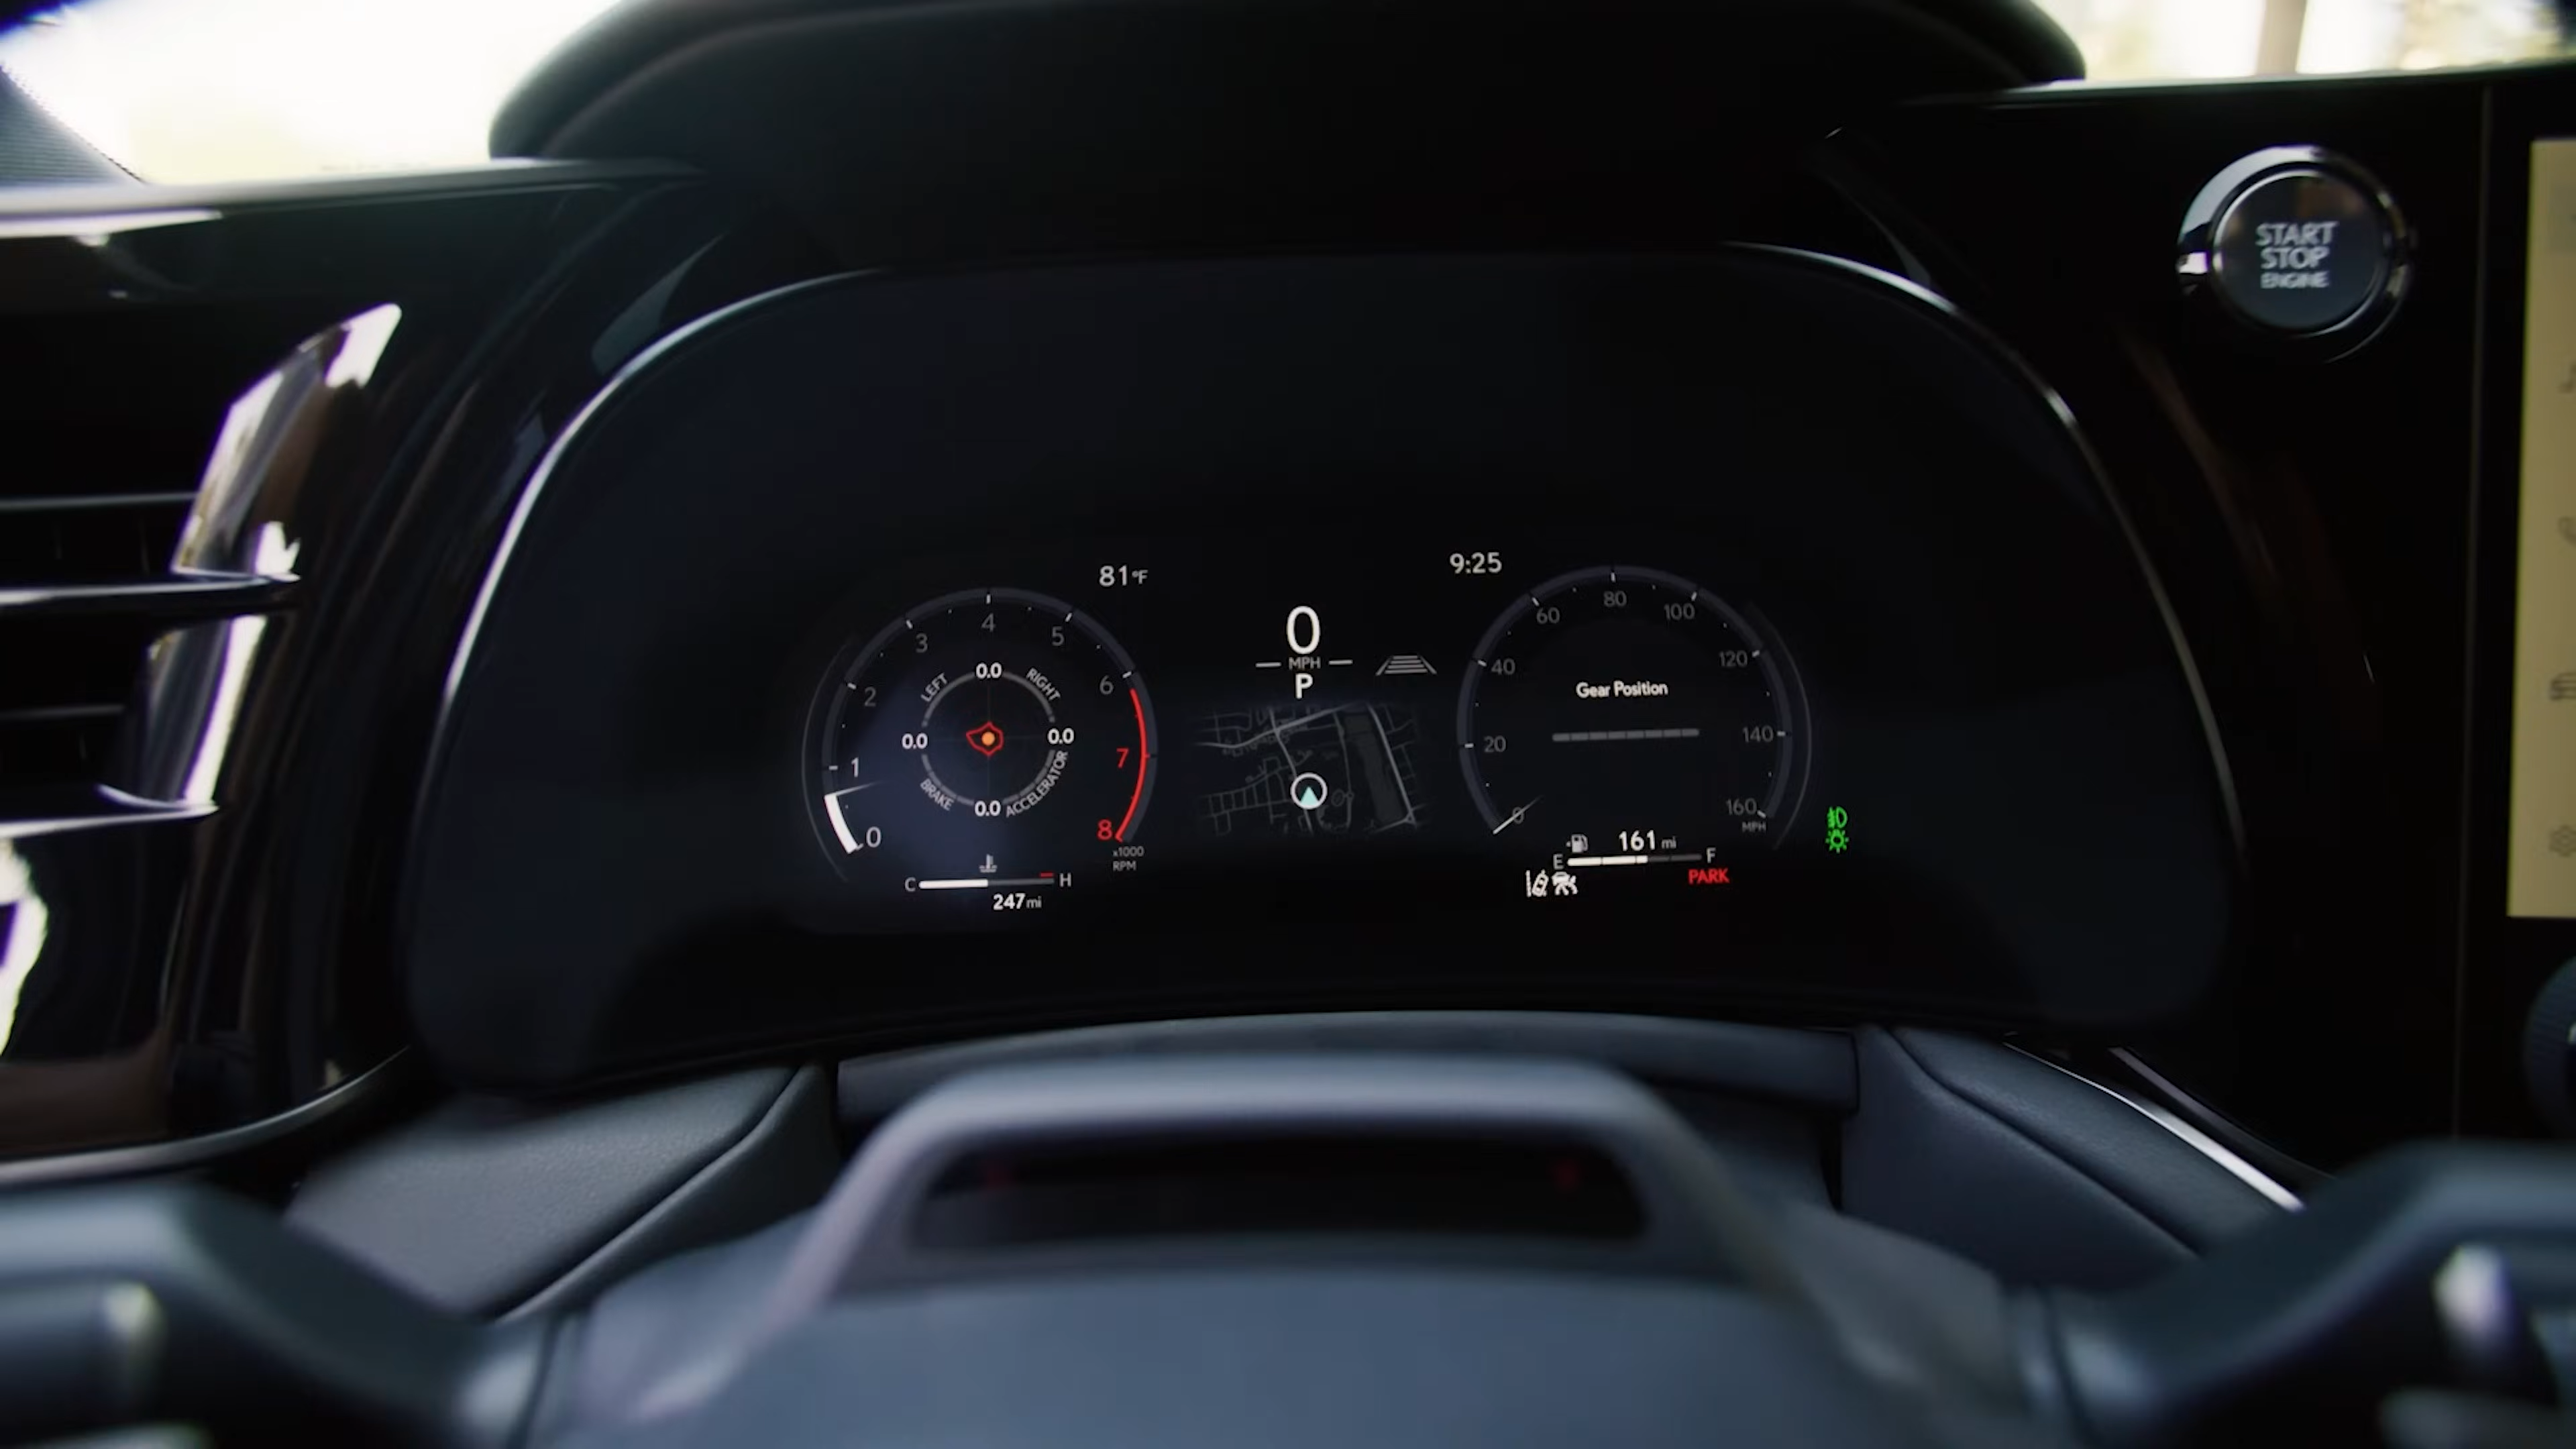 START
STOP
ENGINE
81°F
9:25
0
MPH
P
4
3
5
2
6
1
7
0
8
x1000
RPM
0.0
LEFT
RIGHT
0.0
0.0
BRAKE
ACCELERATOR
0.0
C
H
247 mi
80
60
100
40
120
20
140
0
160
MPH
Gear Position
161 mi
E
F
PARK